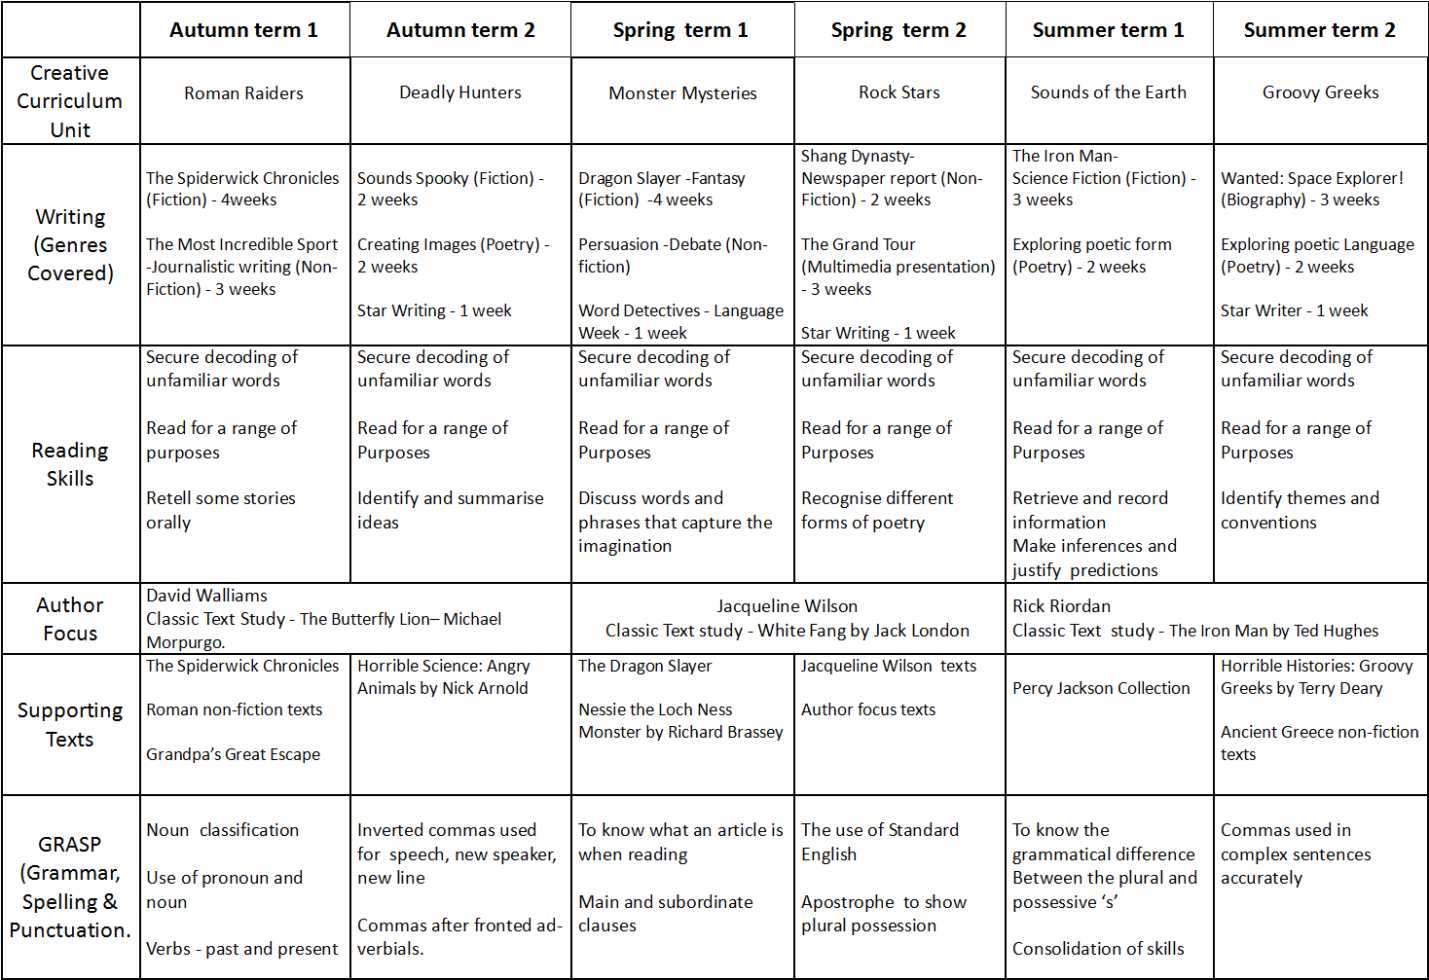 Autumn term 1
Autumn term 2
Spring term 1
Spring term 2
Summer term 1
Summer term 2
Creative
Curriculum
Unit
Roman Raiders
Deadly Hunters
Monster Mysteries
Rock Stars
Sounds of the Earth
Groovy Greeks
Writing
(Genres
Covered)
The Spiderwick Chronicles
(Fiction) - 4weeks
The Most Incredible Sport
-Journalistic writing (Non-
Fiction) - 3 weeks
Sounds Spooky (Fiction) -
2 weeks
Creating Images (Poetry) -
2 weeks
Star Writing - 1 week
Dragon Slayer -Fantasy
(Fiction) -4 weeks
Persuasion -Debate (Non-
fiction)
Word Detectives - Language
Week - 1 week
Shang Dynasty-
Newspaper report (Non-
Fiction) - 2 weeks
The Grand Tour
(Multimedia presentation)
- 3 weeks
Star Writing - 1 week
The Iron Man-
Science Fiction (Fiction) -
3 weeks
Exploring poetic form
(Poetry) - 2 weeks
Wanted: Space Explorer!
(Biography) - 3 weeks
Exploring poetic Language
(Poetry) - 2 weeks
Star Writer - 1 week
Reading
Skills
Secure decoding of
unfamiliar words
Read for a range of
purposes
Retell some stories
orally
Secure decoding of
unfamiliar words
Read for a range of
Purposes
Identify and summarise
ideas
Secure decoding of
unfamiliar words
Read for a range of
Purposes
Discuss words and
phrases that capture the
imagination
Secure decoding of
unfamiliar words
Read for a range of
Purposes
Recognise different
forms of poetry
Secure decoding of
unfamiliar words
Read for a range of
Purposes
Retrieve and record
information
Make inferences and
justify predictions
Secure decoding of
unfamiliar words
Read for a range of
Purposes
Identify themes and
conventions
Author
Focus
David Walliams
Classic Text Study - The Butterfly Lion– Michael
Morpurgo.
Jacqueline Wilson
Classic Text study - White Fang by Jack London
Rick Riordan
Classic Text study - The Iron Man by Ted Hughes
Supporting
Texts
The Spiderwick Chronicles
Roman non-fiction texts
Grandpa's Great Escape
Horrible Science: Angry
Animals by Nick Arnold
The Dragon Slayer
Nessie the Loch Ness
Monster by Richard Brassey
Jacqueline Wilson texts
Author focus texts
Percy Jackson Collection
Horrible Histories: Groovy
Greeks by Terry Deary
Ancient Greece non-fiction
texts
GRASP
(Grammar,
Spelling &
Punctuation.
Noun classification
Use of pronoun and
noun
Verbs - past and present
Inverted commas used
for speech, new speaker,
new line
Commas after fronted ad-
verbials.
To know what an article is
when reading
Main and subordinate
clauses
The use of Standard
English
Apostrophe to show
plural possession
To know the
grammatical difference
Between the plural and
possessive ‘s’
Consolidation of skills
Commas used in
complex sentences
accurately